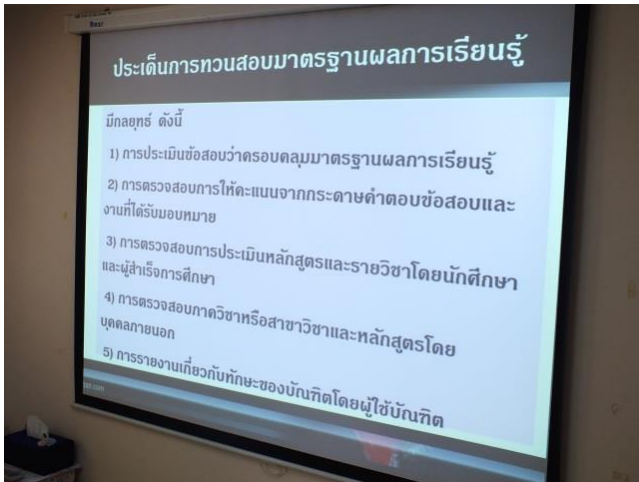 ประเด็นการทวนสอบมาตรฐานผลการเรียนรู้
มีกลยุทธ์ ดังนี้
1) การประเมินข้อสอบว่าครอบคลุมมาตรฐานผลการเรียนรู้
2) การตรวจสอบการให้คะแนนจากกระดาษคำตอบข้อสอบและ
งานที่ได้รับมอบหมาย
3) การตรวจสอบการประเมินหลักสูตรและรายวิชาโดยนักศึกษา
และผู้สำเร็จการศึกษา
4) การตรวจสอบภาควิชาหรือสาขาวิชาและหลักสูตรโดย
บุคคลภายนอก
5) การรายงานเกี่ยวกับทักษะของบัณฑิตโดยผู้ใช้บัณฑิต